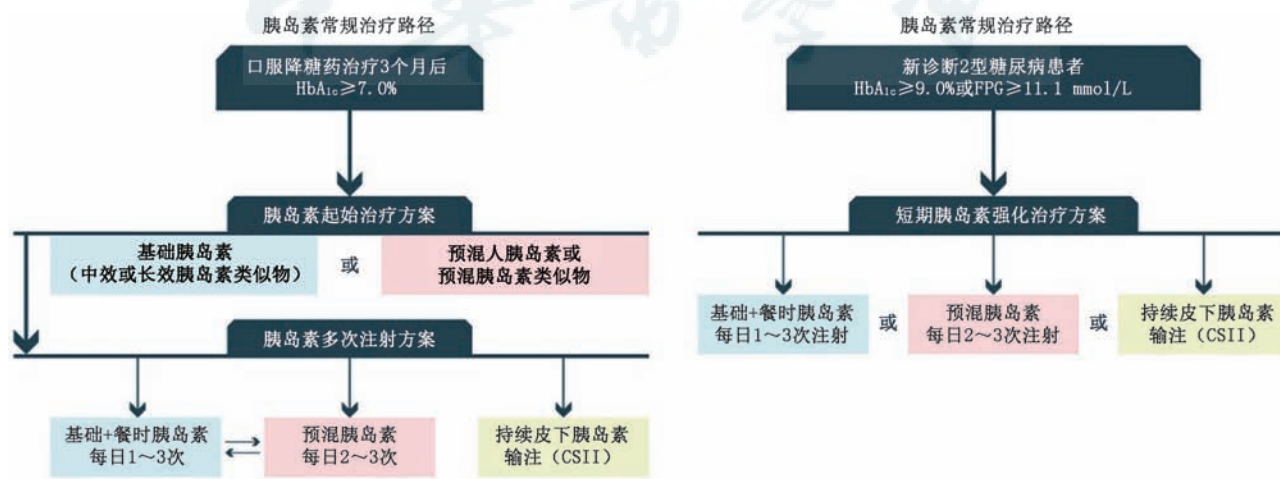 胰岛素常规治疗路径
口服降糖药治疗3个月后
HbA1c≥7.0%
胰岛素起始治疗方案
基础胰岛素
（中效或长效胰岛素类似物）
或
预混人胰岛素或
预混胰岛素类似物
胰岛素多次注射方案
基础+餐时胰岛素
每日1～3次
预混胰岛素
每日2～3次
持续皮下胰岛素
输注（CSII）
胰岛素常规治疗路径
新诊断2型糖尿病患者
HbA1c≥9.0%或FPG≥11.1 mmol/L
短期胰岛素强化治疗方案
基础+餐时胰岛素
每日1～3次注射
或
预混胰岛素
每日2～3次注射
或
持续皮下胰岛素
输注（CSII）